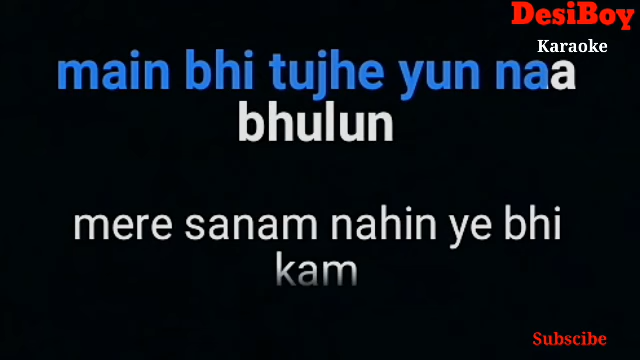 DesiBoy
Karaoke
main bhi tujhe yun naa
bhulun
mere sanam nahin ye bhi
kam
Subscibe